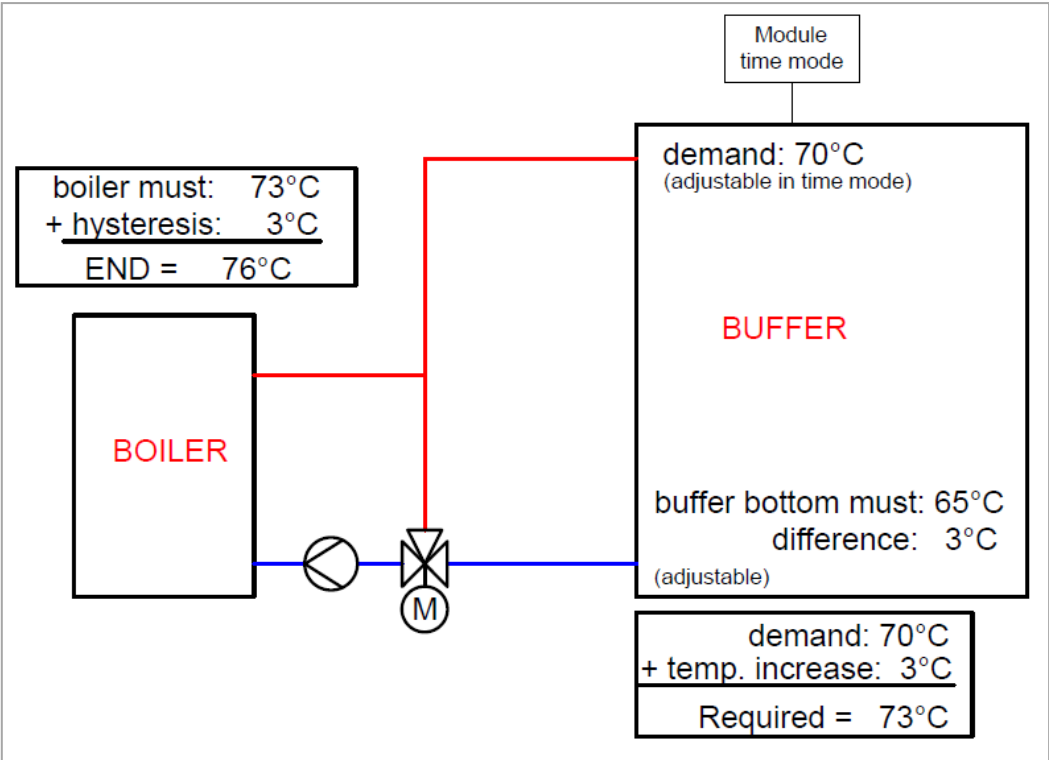 Module
time mode
demand: 70°C
(adjustable in time mode)
boiler must: 73°C
+ hysteresis: 3°C
END = 76°C
BUFFER
BOILER
buffer bottom must: 65°C
difference: 3°C
(adjustable)
M
demand: 70°C
+ temp. increase: 3°C
Required = 73°C